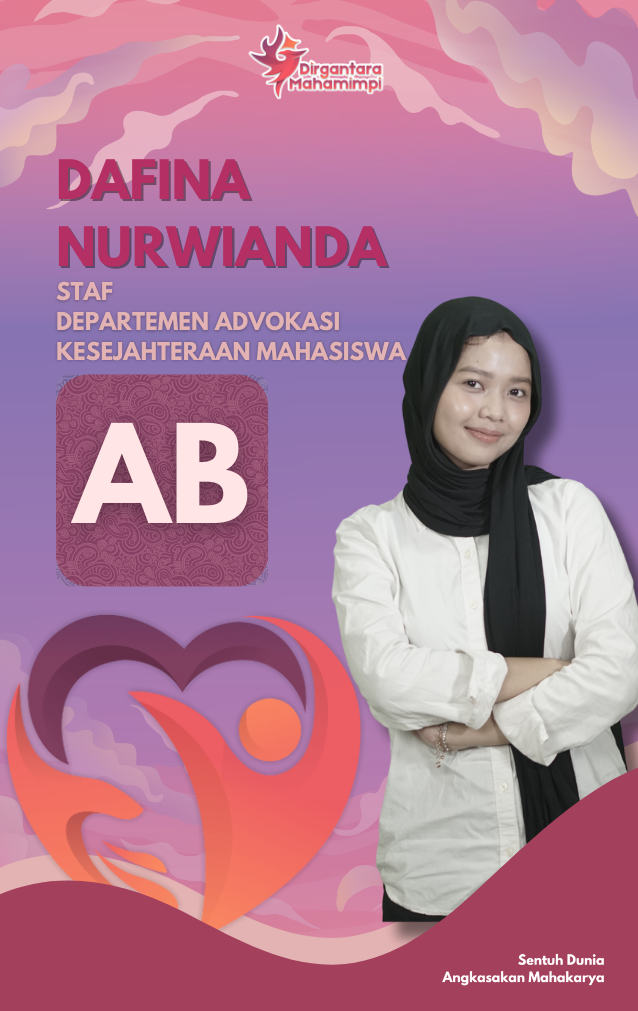 Dirgantara
Mahamimpi
DAFINA
NURWIANDA
STAF
DEPARTEMEN ADVOKASI
KESEJAHTERAAN MAHASISWA
AB
Sentuh Dunia
Angkasakan Mahakarya